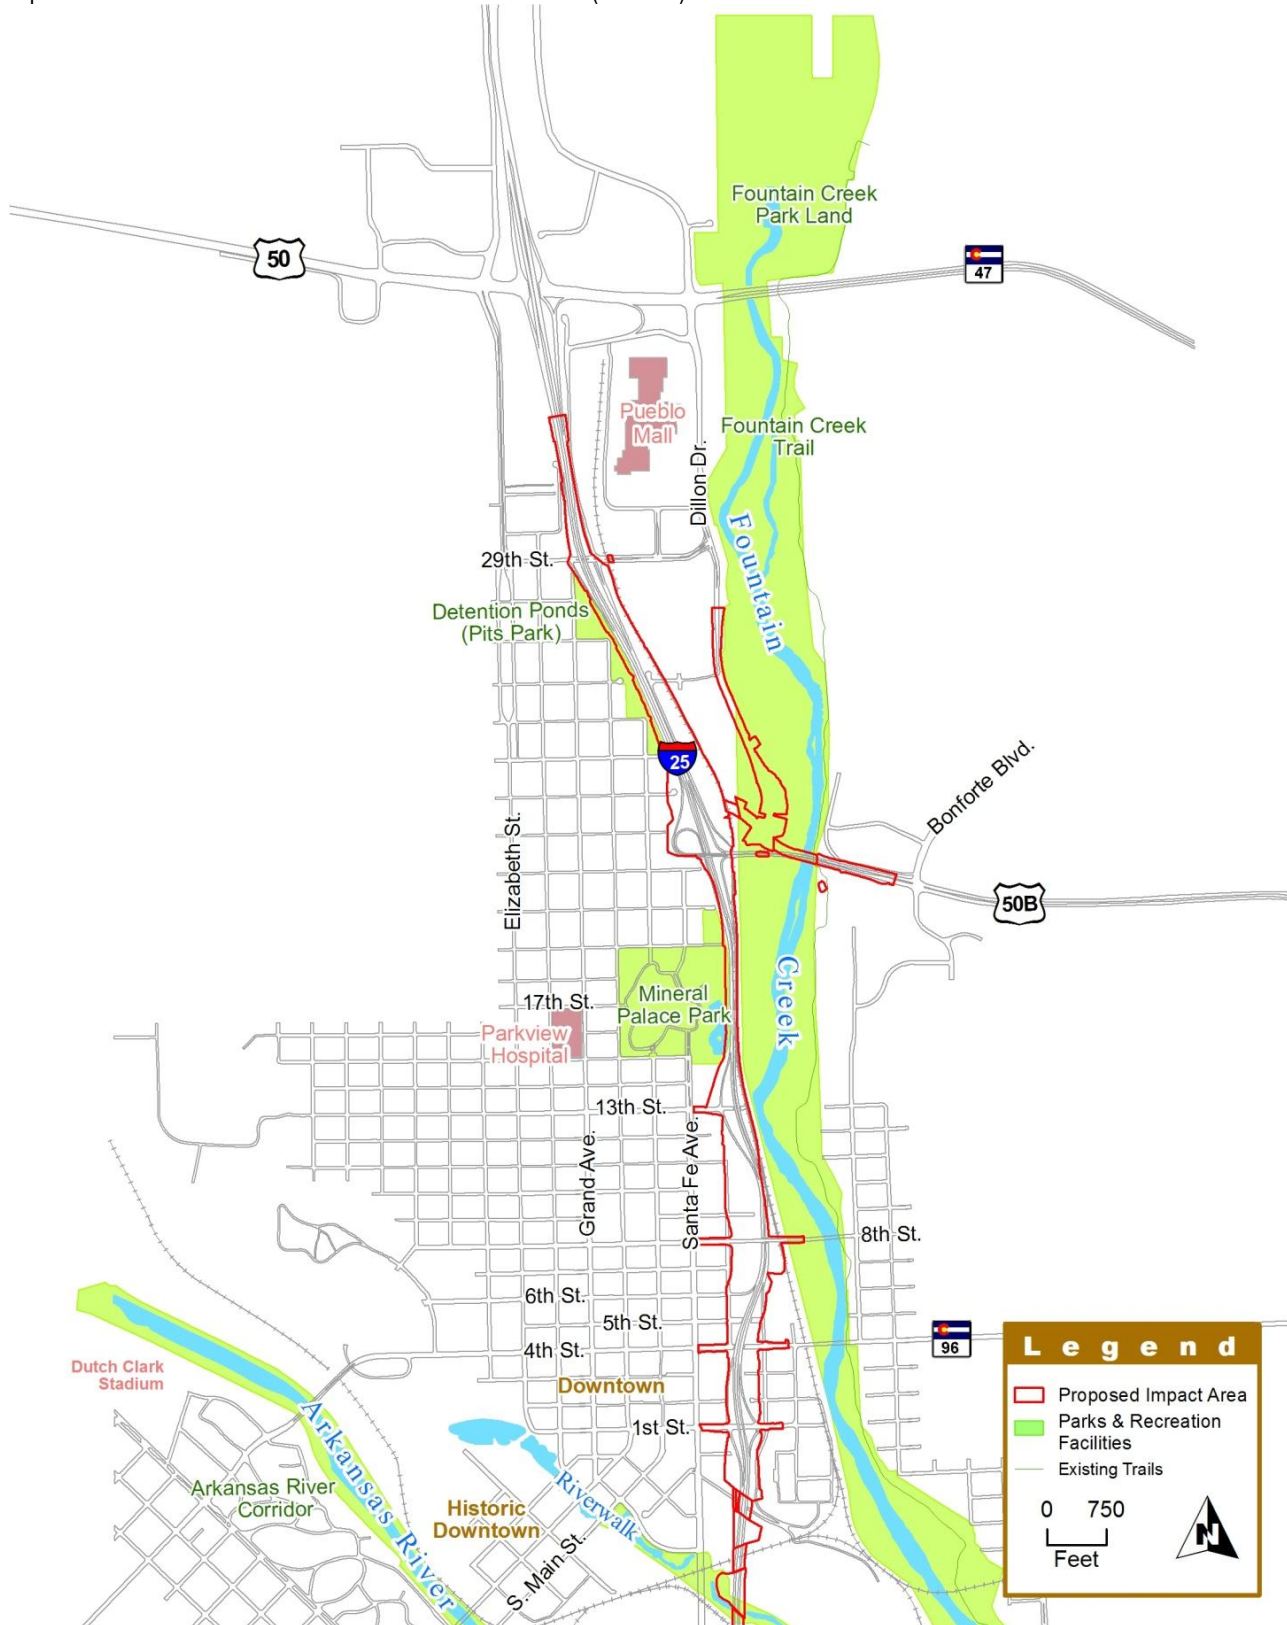 Fountain Creek
Park Land
50
47
Pueblo
Mall
Fountain Creek
Trail
Dillon Dr.
Fountain
29th St.
Detention Ponds
(Pits Park)
25
Bonforte Blvd.
Elizabeth St.
50B
Creek
Mineral
Palace Park
17th St.
Parkview
Hospital
13th St.
Grand Ave.
Santa Fe Ave.
8th St.
6th St.
5th St.
4th St.
96
Dutch Clark
Stadium
Downtown
1st St.
Arkansas River
Arkansas River
Corridor
Historic
Downtown
Riverwalk
S. Main St.
Legend
Proposed Impact Area
Parks & Recreation
Facilities
Existing Trails
0 750
Feet
N